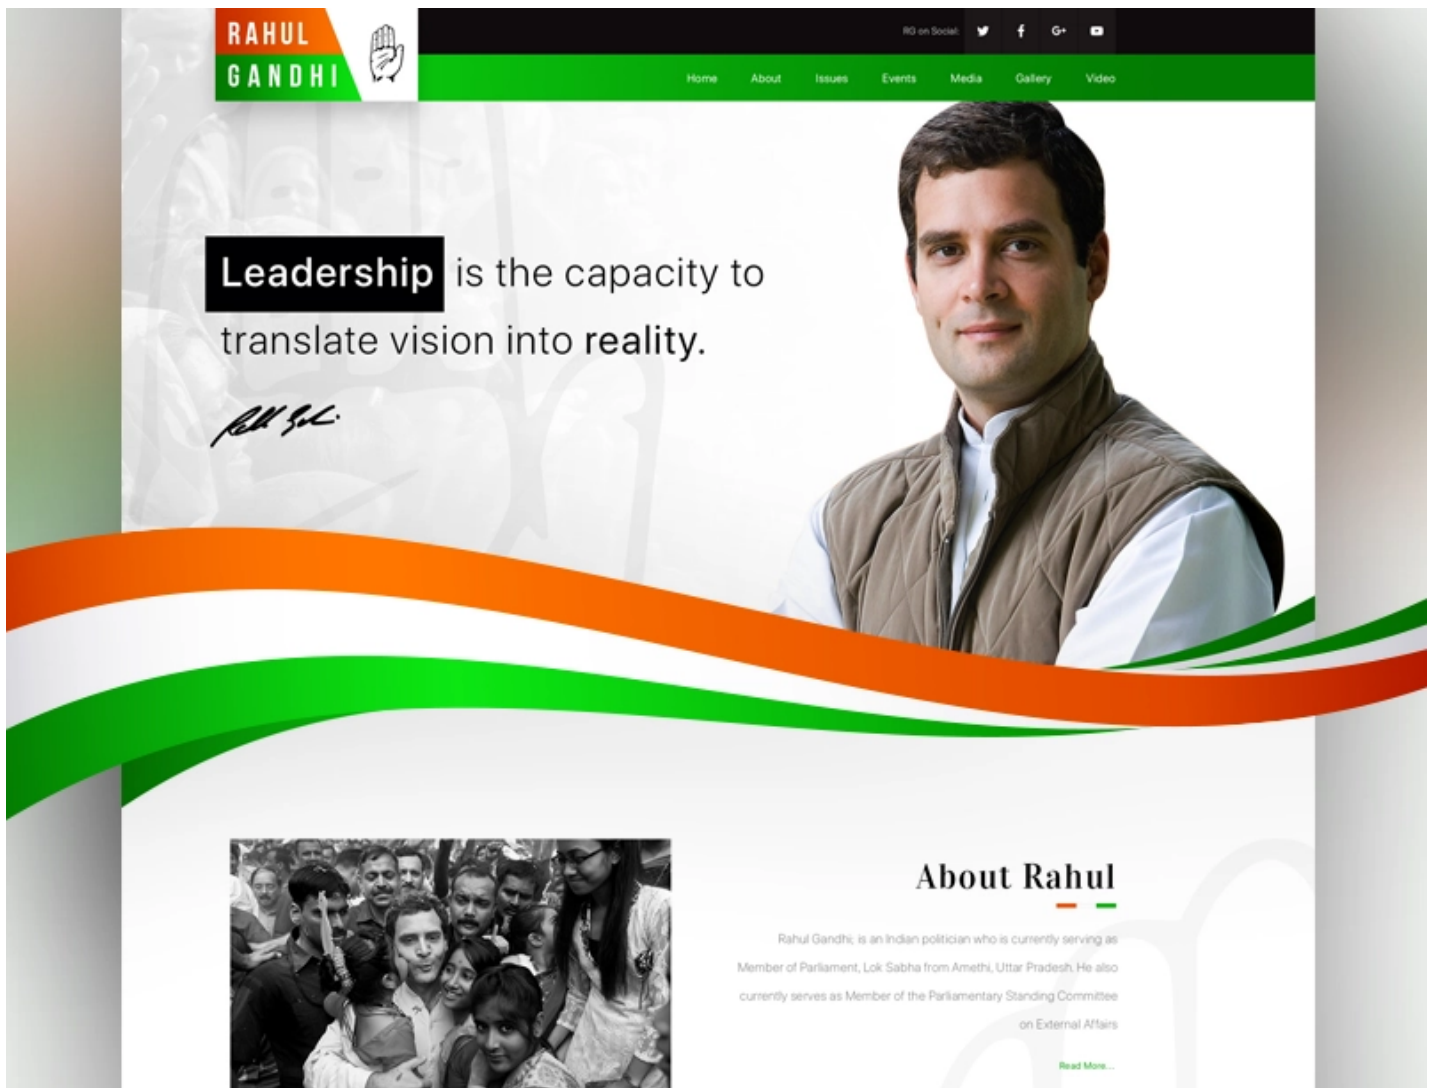 RAHUL
GANDHI
RG on Social:
Home About Issues Events Media Gallery Video
Leadership is the capacity to
translate vision into reality.
About Rahul
Rahul Gandhi; is an Indian politician who is currently serving as
Member of Parliament, Lok Sabha from Amethi, Uttar Pradesh. He also
currently serves as Member of the Parliamentary Standing Committee
on External Affairs
Read More...